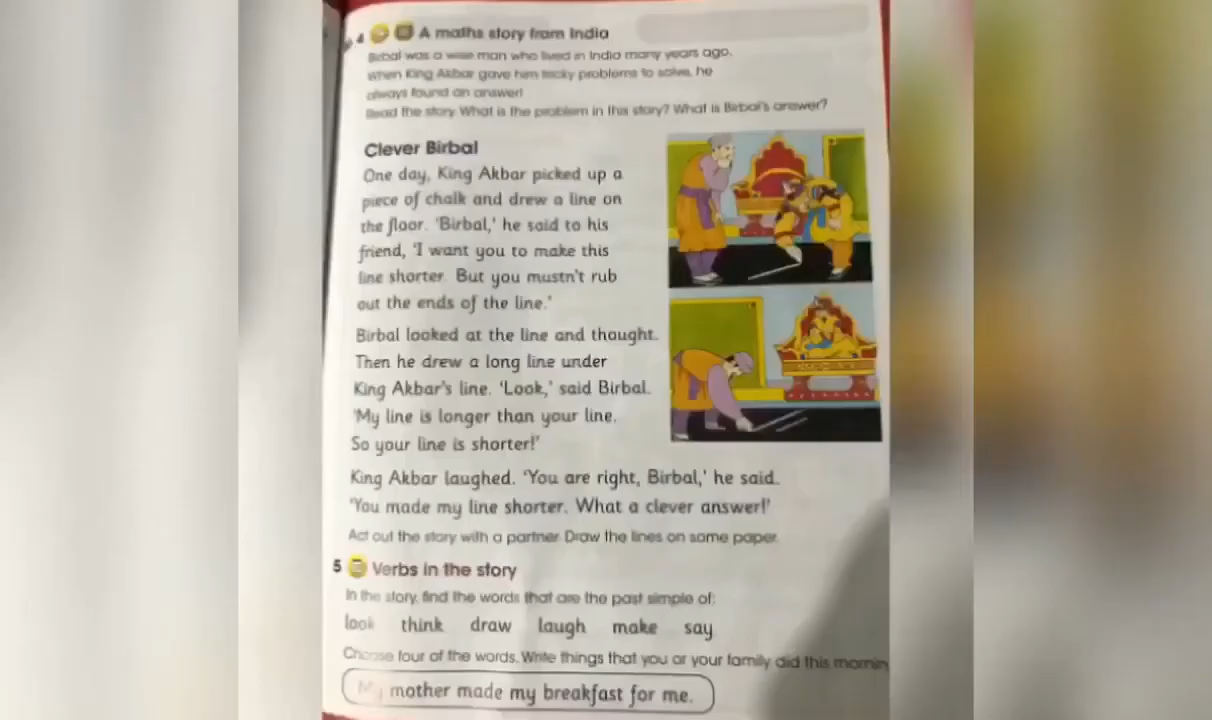 4 A maths story from India
Birbal was a wise man who lived in India many years ago.
When King Akbar gave him tricky problems to solve, he
always found an answer!
Read the story. What is the problem in this story? What is Birbal's answer?
Clever Birbal
One day, King Akbar picked up a
piece of chalk and drew a line on
the floor. 'Birbal,' he said to his
friend, 'I want you to make this
line shorter. But you mustn't rub
out the ends of the line.'
Birbal looked at the line and thought.
Then he drew a long line under
King Akbar's line. 'Look,' said Birbal.
'My line is longer than your line.
So your line is shorter!'
King Akbar laughed. 'You are right, Birbal,' he said.
'You made my line shorter. What a clever answer!'
Act out the story with a partner. Draw the lines on some paper.
5 Verbs in the story
In the story, find the words that are the past simple of:
look think draw laugh make say
Choose four of the words. Write things that you or your family did this mornin
My mother made my breakfast for me.